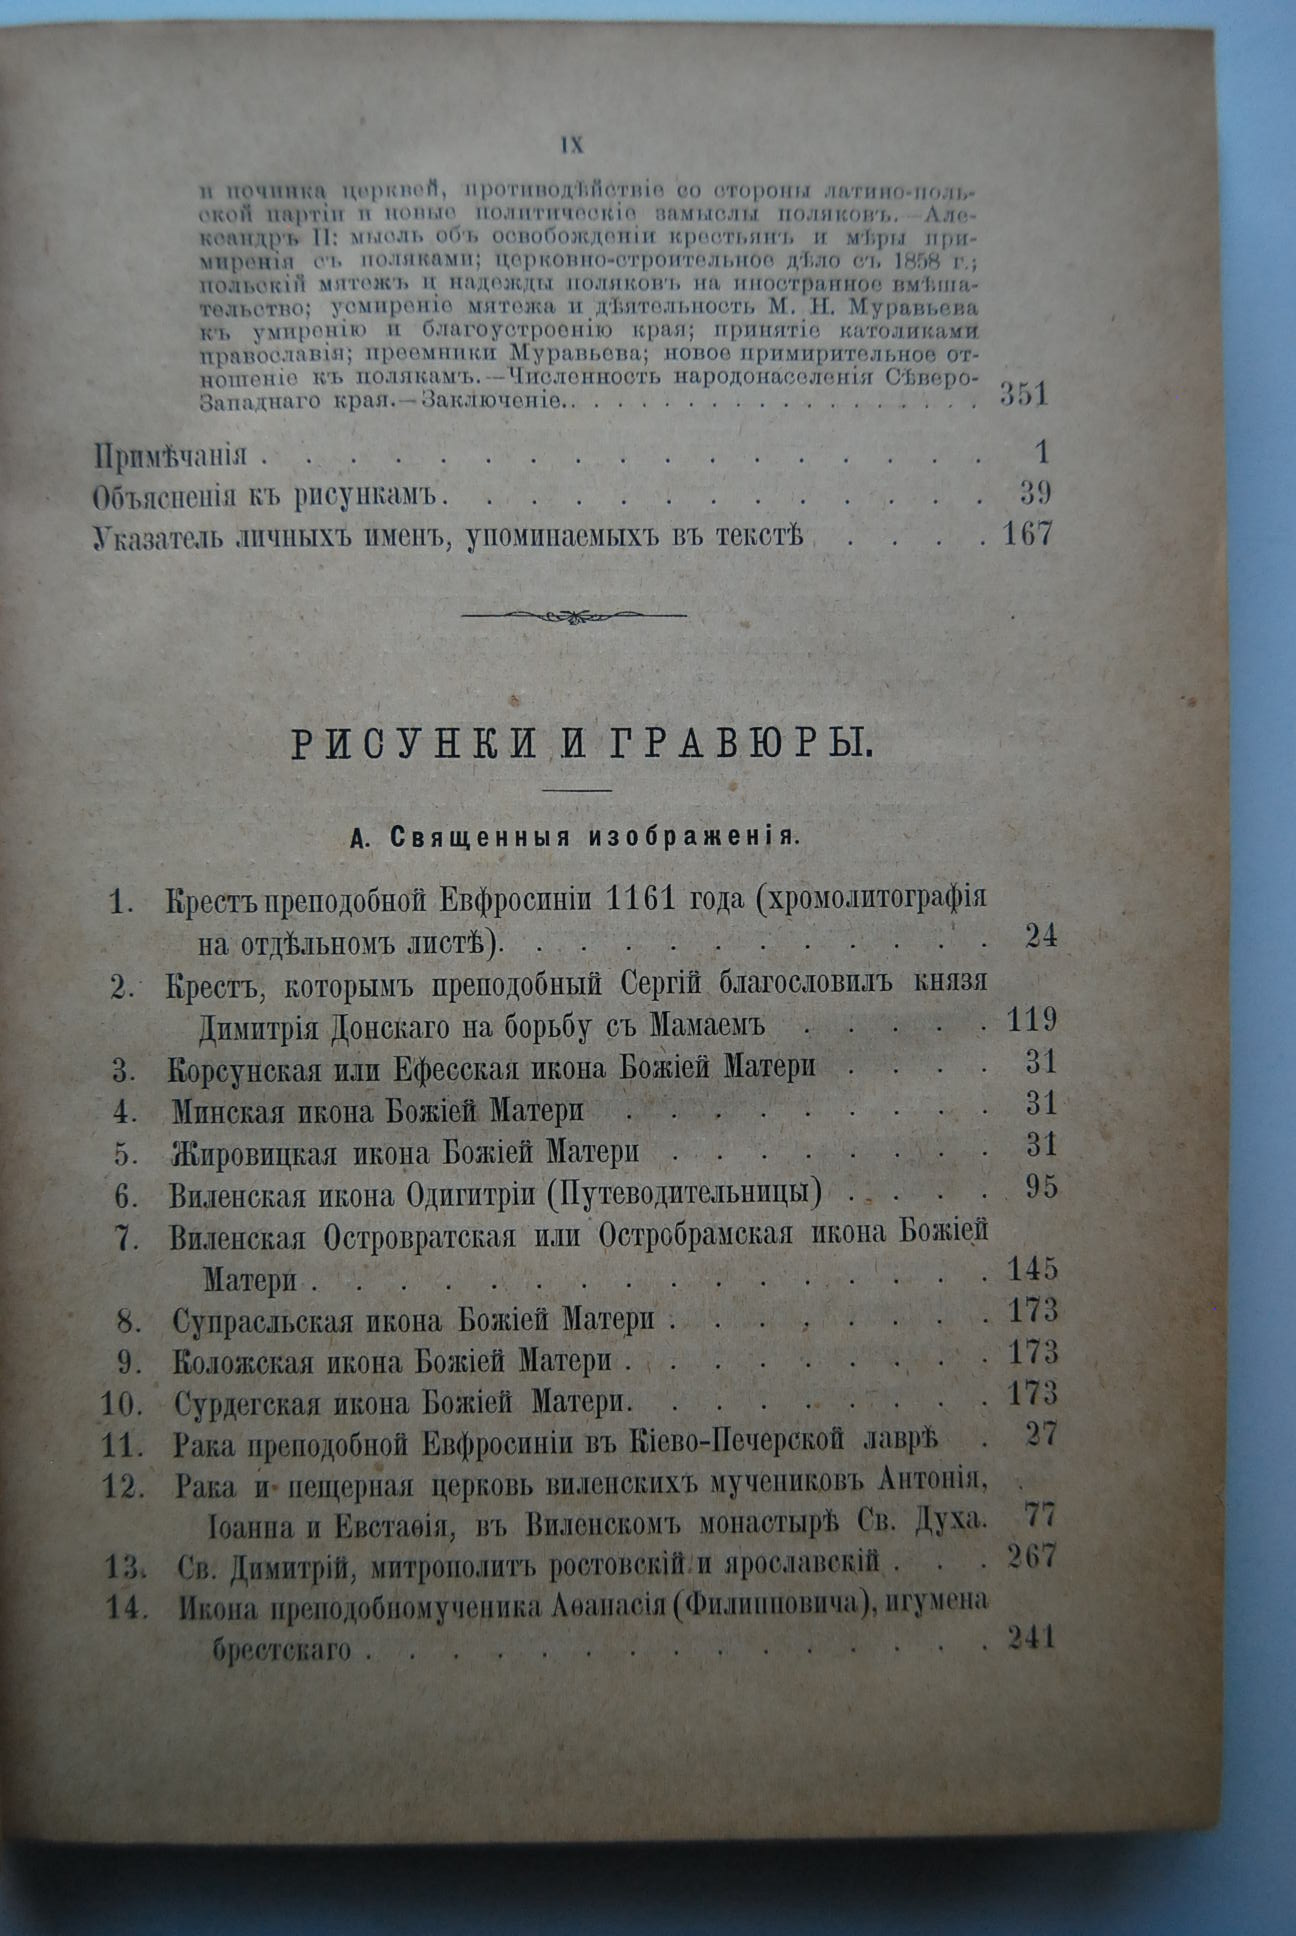 IX
и починка церквей, противодѣйствіе со стороны латино-поль-
ской партіи и новые политическіе замыслы поляковъ.—Але-
ксандръ II: мысль объ освобожденіи крестьянъ и мѣры при-
миренія съ поляками; церковно-строительное дѣло съ 1858 г.;
польскій мятежъ и надежды поляковъ на иностранное вмѣша-
тельство; усмиреніе мятежа и дѣятельность М. Н. Муравьева
къ умиренію и благоустроенію края; принятіе католиками
православія; преемники Муравьева; новое примирительное от-
ношеніе къ полякамъ.—Численность народонаселенія Сѣверо-
Западнаго края.—Заключеніе. . . . . . . . . . . . . . . . . . 351
Примѣчанія . . . . . . . . . . . . . . . . . 1
Объясненія къ рисункамъ. . . . . . . . . . . . . 39
Указатель личныхъ именъ, упоминаемыхъ въ текстѣ . . . . 167
РИСУНКИ И ГРАВЮРЫ.
А. Священныя изображенія.
1. Крестъ преподобной Евфросиніи 1161 года (хромолитографія
на отдѣльномъ листѣ). . . . . . . . . . . . 24
2. Крестъ, которымъ преподобный Сергій благословилъ князя
Димитрія Донскаго на борьбу съ Мамаемъ . . . . . 119
3. Корсунская или Ефесская икона Божіей Матери . . . . 31
4. Минская икона Божіей Матери . . . . . . . . . 31
5. Жировицкая икона Божіей Матери . . . . . . . . 31
6. Виленская икона Одигитріи (Путеводительницы) . . . . 95
7. Виленская Островратская или Остробрамская икона Божіей
Матери . . . . . . . . . . . . . . . . 145
8. Супрасльская икона Божіей Матери . . . . . . . . 173
9. Коложская икона Божіей Матери . . . . . . . . . 173
10. Сурдегская икона Божіей Матери. . . . . . . . . 173
11. Рака преподобной Евфросиніи въ Кіево-Печерской лаврѣ . 27
12. Рака и пещерная церковь виленскихъ мучениковъ Антонія,
Іоанна и Евстаѳія, въ Виленскомъ монастырѣ Св. Духа. 77
13. Св. Димитрій, митрополитъ ростовскій и ярославскій . . . 267
14. Икона преподобномученика Аѳанасія (Филипповича), игумена
брестскаго . . . . . . . . . . . . . . . 241